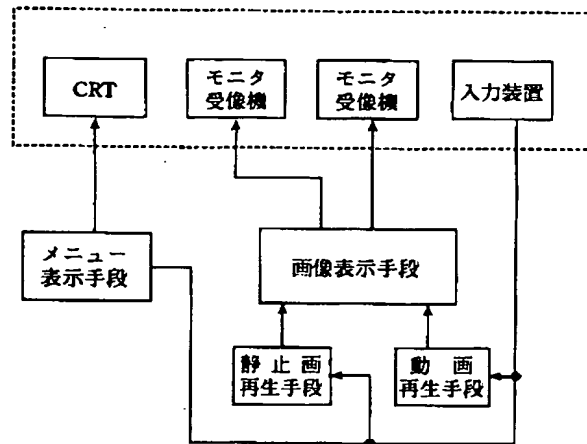 CRT
モニタ
受像機
モニタ
受像機
入力装置
メニュー
表示手段
画像表示手段
静止画
再生手段
動画
再生手段